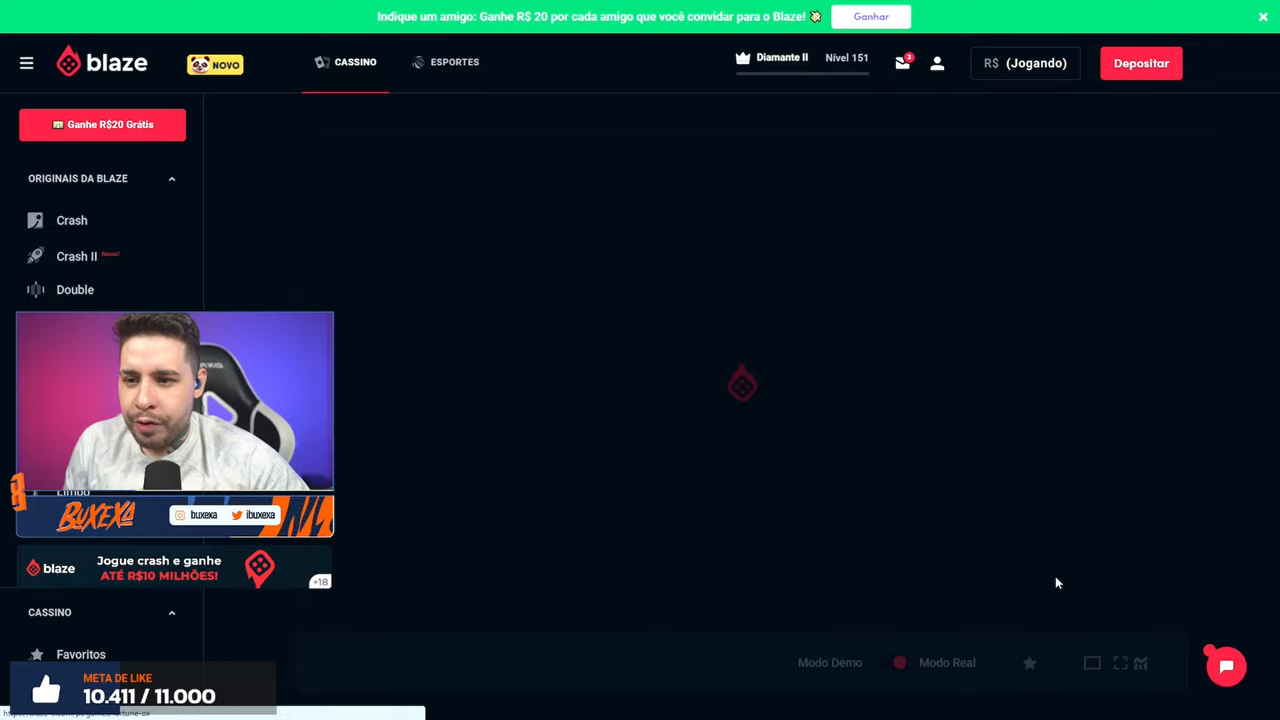 Indique um amigo: Ganhe R$ 20 por cada amigo que você convidar para o Blaze!
Ganhar
blaze
NOVO
CASSINO
ESPORTES
Diamante II
Nível 151
3
R$ (Jogando)
Depositar
Ganhe R$20 Grátis
ORIGINAIS DA BLAZE
Crash
Crash II Novo!
Double
Limbo
BUXEXA
buxexa
ibuxexa
blaze
Jogue crash e ganhe
ATÉ R$10 MILHÕES!
+18
CASSINO
Favoritos
Modo Demo
Modo Real
META DE LIKE
10.411 / 11.000